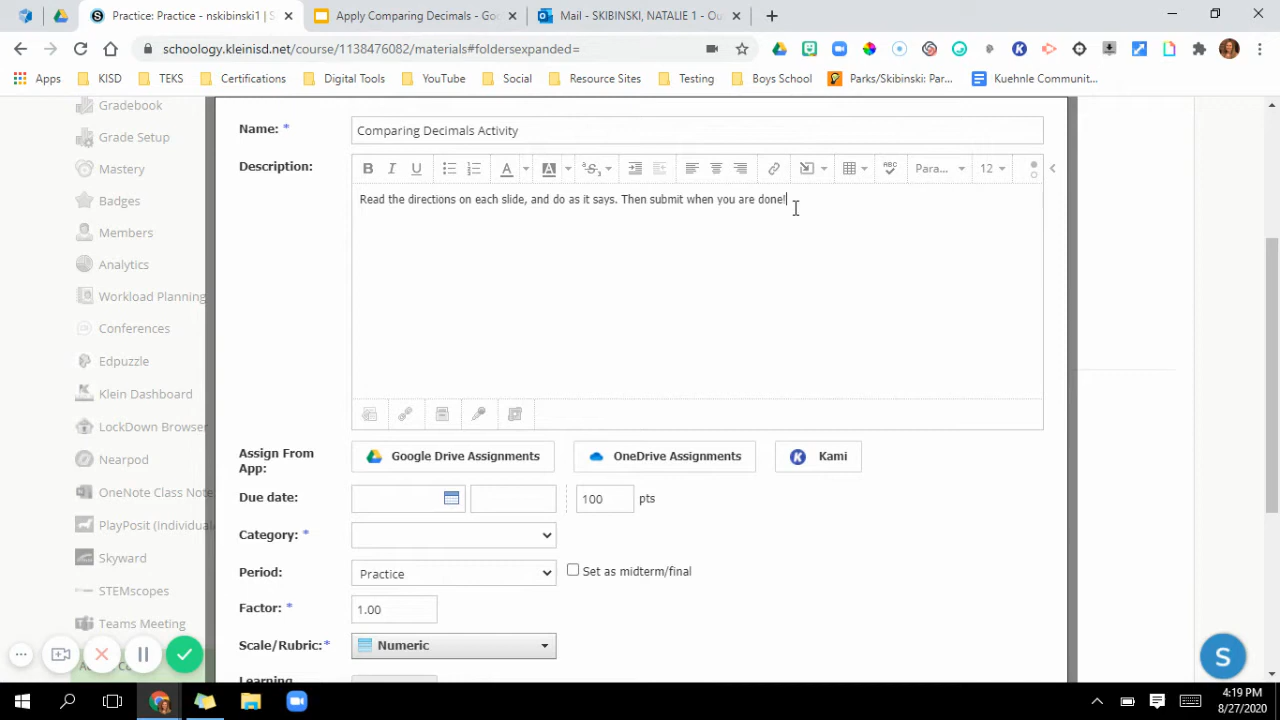 Practice: Practice - nskibinski1 | S
Apply Comparing Decimals - Goo
Mail - SKIBINSKI, NATALIE 1 - Ou
schoology.kleinisd.net/course/1138476082/materials#foldersexpanded=
Apps
KISD
TEKS
Certifications
Digital Tools
YouTube
Social
Resource Sites
Testing
Boys School
Parks/Skibinski: Par...
Kuehnle Communit...
Gradebook
Grade Setup
Mastery
Badges
Members
Analytics
Workload Planning
Conferences
Edpuzzle
Klein Dashboard
LockDown Browser
Nearpod
OneNote Class Note
PlayPosit (Individual
Skyward
STEMscopes
Teams Meeting
Name: *
Comparing Decimals Activity
Description:
B I U
ABC
Para...
12
Read the directions on each slide, and do as it says. Then submit when you are done!
Assign From App:
Google Drive Assignments
OneDrive Assignments
Kami
Due date:
100 pts
Category: *
Period:
Practice
Set as midterm/final
Factor: *
1.00
Scale/Rubric:*
Numeric
Learning
S
4:19 PM
8/27/2020